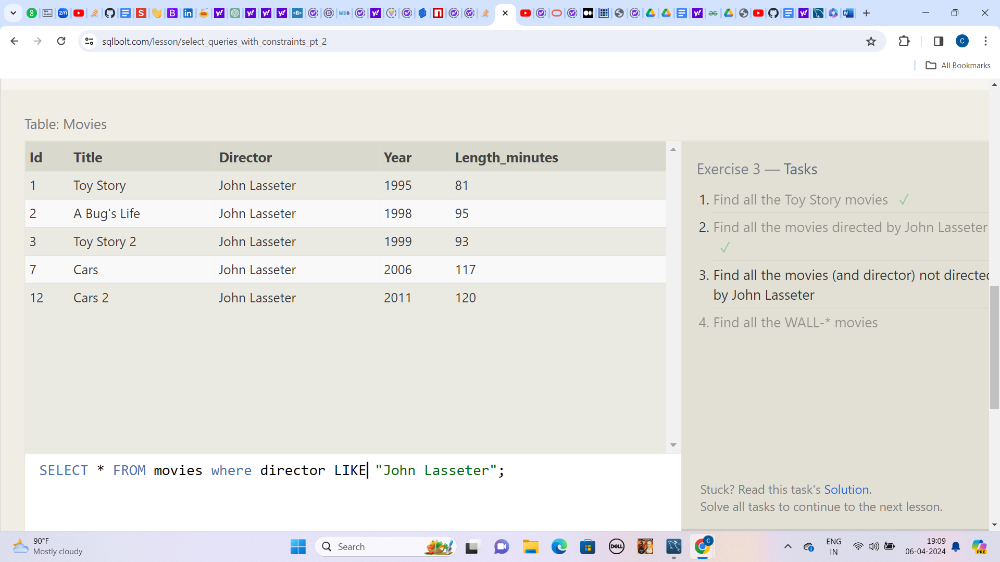 sqlbolt.com/lesson/select_queries_with_constraints_pt_2
C
All Bookmarks
Table: Movies
Id Title Director Year Length_minutes
1 Toy Story John Lasseter 1995 81
2 A Bug's Life John Lasseter 1998 95
3 Toy Story 2 John Lasseter 1999 93
7 Cars John Lasseter 2006 117
12 Cars 2 John Lasseter 2011 120
SELECT * FROM movies where director LIKE "John Lasseter";
Exercise 3 — Tasks
1. Find all the Toy Story movies ✓
2. Find all the movies directed by John Lasseter
✓
3. Find all the movies (and director) not directed
by John Lasseter
4. Find all the WALL-* movies
Stuck? Read this task's Solution.
Solve all tasks to continue to the next lesson.
90°F
Mostly cloudy
Search
DELL
C
ENG
IN
19:09
06-04-2024
PRE